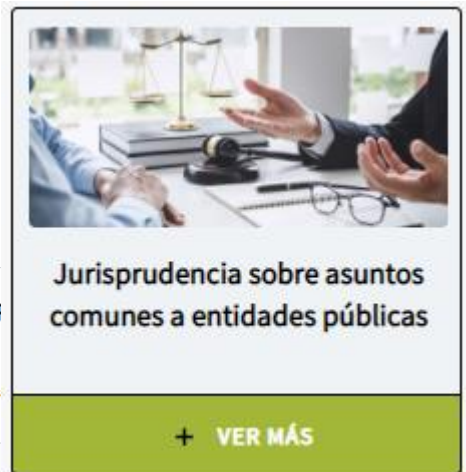 Jurisprudencia sobre asuntos
comunes a entidades públicas
+ VER MÁS